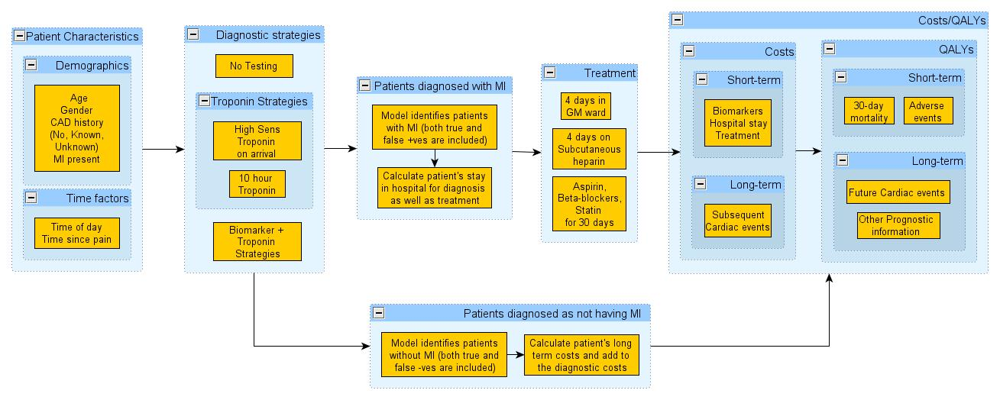 Patient Characteristics
Demographics
Age
Gender
CAD history
(No, Known,
Unknown)
MI present
Time factors
Time of day
Time since pain
Diagnostic strategies
No Testing
Troponin Strategies
High Sens
Troponin
on arrival
10 hour
Troponin
Biomarker +
Troponin
Strategies
Patients diagnosed with MI
Model identifies patients
with MI (both true and
false +ves are included)
Calculate patient's stay
in hospital for diagnosis
as well as treatment
Treatment
4 days in
GM ward
4 days on
Subcutaneous
heparin
Aspirin,
Beta-blockers,
Statin
for 30 days
Costs/QALYs
Costs
Short-term
Biomarkers
Hospital stay
Treatment
Long-term
Subsequent
Cardiac events
QALYs
Short-term
30-day
mortality
Adverse
events
Long-term
Future Cardiac events
Other Prognostic
information
Patients diagnosed as not having MI
Model identifies patients
without MI (both true and
false -ves are included)
Calculate patient's long
term costs and add to
the diagnostic costs